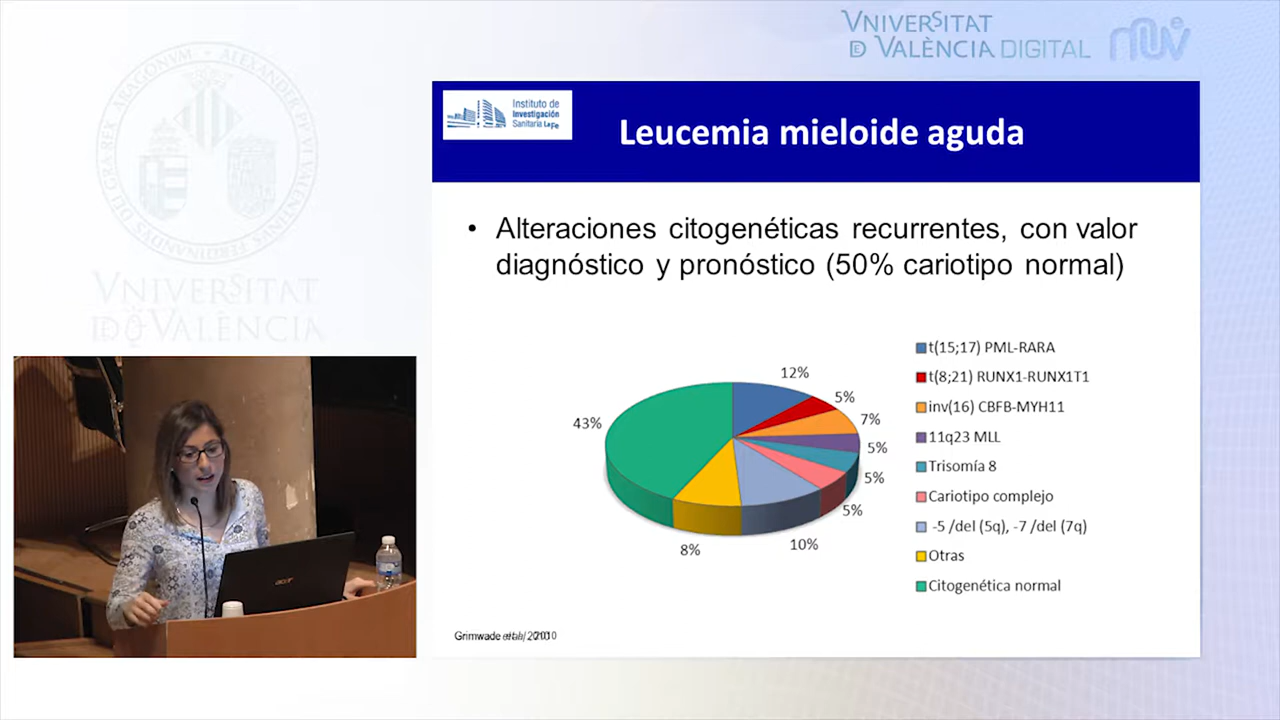 VNIVERSITAT
D VALÈNCIA DIGITAL
Instituto de
Investigación
Sanitaria La Fe
Leucemia mieloide aguda
• Alteraciones citogenéticas recurrentes, con valor
diagnóstico y pronóstico (50% cariotipo normal)
12%
5%
7%
5%
5%
5%
10%
8%
43%
t(15;17) PML-RARA
t(8;21) RUNX1-RUNX1T1
inv(16) CBFB-MYH11
11q23 MLL
Trisomía 8
Cariotipo complejo
-5 /del (5q), -7 /del (7q)
Otras
Citogenética normal
Grimwade et al, 2010
VNIVERSITAT
VALÈNCIA
acer